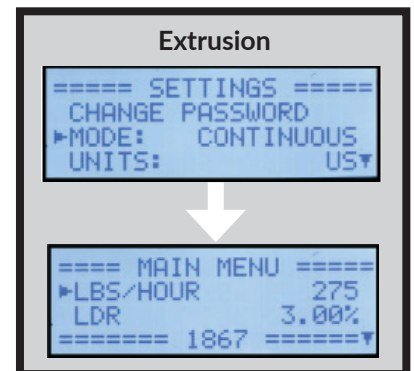 Extrusion
===== SETTINGS =====
CHANGE PASSWORD
►MODE: CONTINUOUS
UNITS: US▼
==== MAIN MENU =====
►LBS/HOUR 275
LDR 3.00%
======= 1867 ======▼